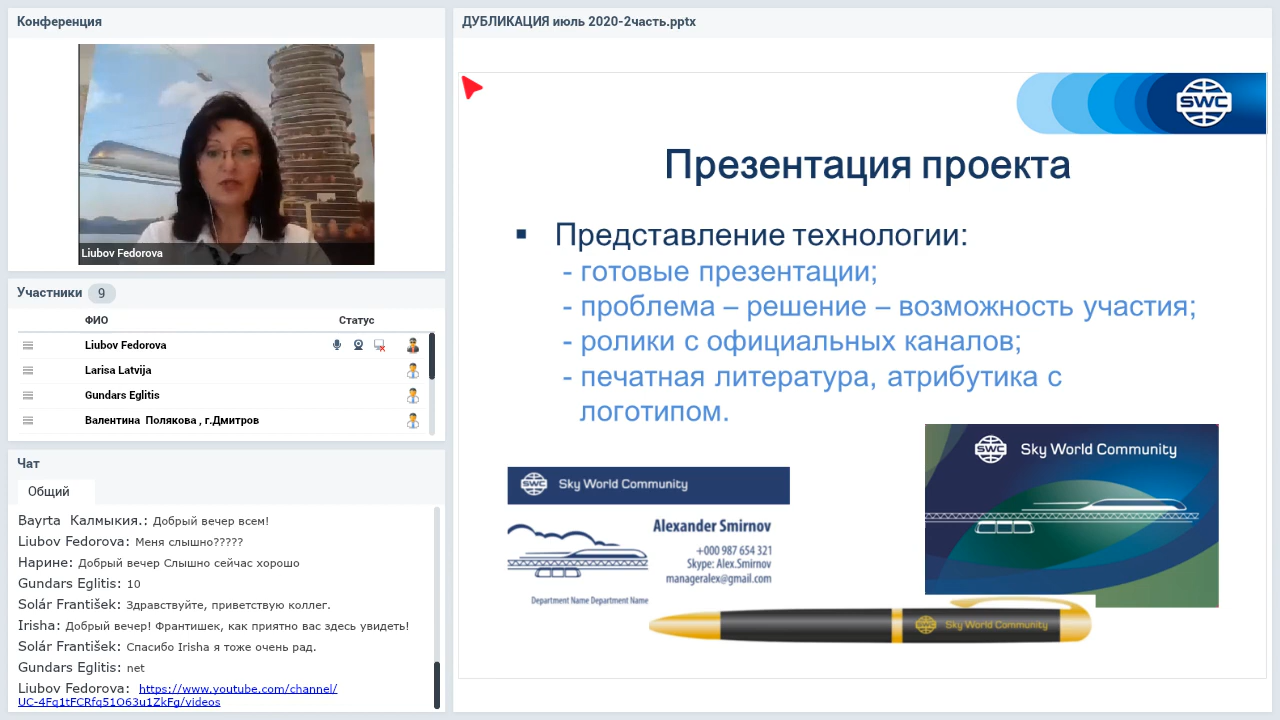 Конференция
Liubov Fedorova
Участники 9
ФИО Статус
Liubov Fedorova
Larisa Latvija
Gundars Eglitis
Валентина Полякова , г.Дмитров
Чат
Общий
Bayrta Калмыкия.: Добрый вечер всем!
Liubov Fedorova: Меня слышно?????
Нарине: Добрый вечер Слышно сейчас хорошо
Gundars Eglitis: 10
Solár František: Здравствуйте, приветствую коллег.
Irisha: Добрый вечер! Франтишек, как приятно вас здесь увидеть!
Solár František: Спасибо Irisha я тоже очень рад.
Gundars Eglitis: net
Liubov Fedorova: https://www.youtube.com/channel/
UC-4Fq1tFCRfq51O63u1ZkFg/videos
ДУБЛИКАЦИЯ июль 2020-2часть.pptx
SWC
Презентация проекта
▪ Представление технологии:
- готовые презентации;
- проблема – решение – возможность участия;
- ролики с официальных каналов;
- печатная литература, атрибутика с
логотипом.
SWC Sky World Community
Alexander Smirnov
+000 987 654 321
Skype: Alex.Smirnov
manageralex@gmail.com
Department Name Department Name
SWC Sky World Community
SWC Sky World Community